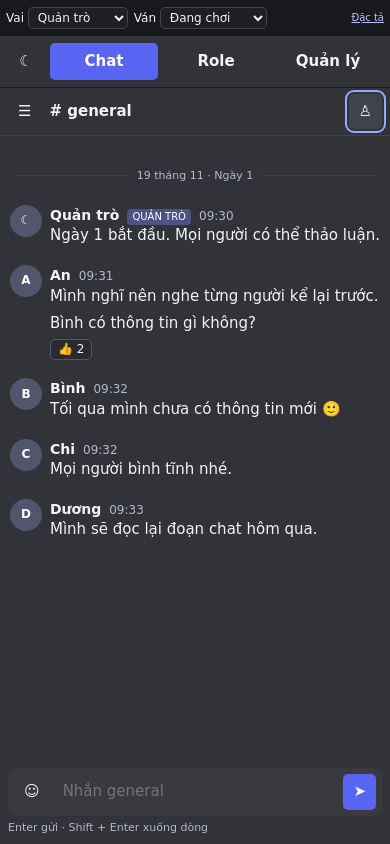 Vai Quản trò Ván Đang chơi Đặc tả
Chat Role Quản lý
# general
19 tháng 11 · Ngày 1
Quản trò QUẢN TRÒ 09:30
Ngày 1 bắt đầu. Mọi người có thể thảo luận.
A An 09:31
Mình nghĩ nên nghe từng người kể lại trước.
Bình có thông tin gì không?
👍 2
B Bình 09:32
Tối qua mình chưa có thông tin mới 🙂
C Chi 09:32
Mọi người bình tĩnh nhé.
D Dương 09:33
Mình sẽ đọc lại đoạn chat hôm qua.
Nhắn general
Enter gửi · Shift + Enter xuống dòng